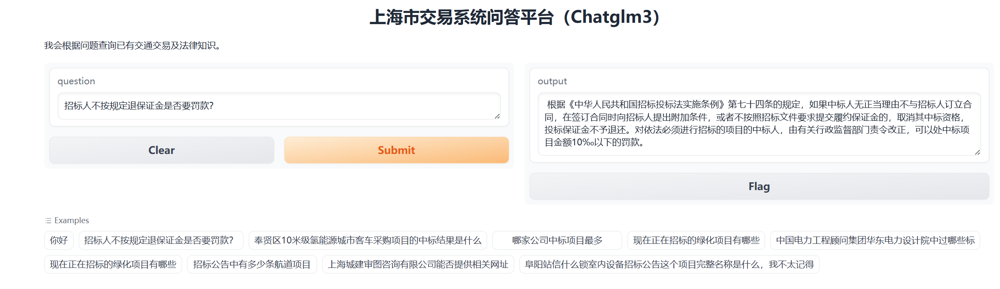 上海市交易系统问答平台（Chatglm3）
我会根据问题查询已有交通交易及法律知识。
question
招标人不按规定退保证金是否要罚款?
Clear
Submit
output
根据《中华人民共和国招标投标法实施条例》第七十四条的规定，如果中标人无正当理由不与招标人订立合
同，在签订合同时向招标人提出附加条件，或者不按照招标文件要求提交履约保证金的，取消其中标资格，
投标保证金不予退还。对依法必须进行招标的项目的中标人，由有关行政监督部门责令改正，可以处中标项
目金额10‰以下的罚款。
Flag
Examples
你好
招标人不按规定退保证金是否要罚款?
奉贤区10米级氢能源城市客车采购项目的中标结果是什么
哪家公司中标项目最多
现在正在招标的绿化项目有哪些
中国电力工程顾问集团华东电力设计院中过哪些标
现在正在招标的绿化项目有哪些
招标公告中有多少条航道项目
上海城建审图咨询有限公司能否提供相关网址
阜阳站信什么锁室内设备招标公告这个项目完整名称是什么，我不太记得